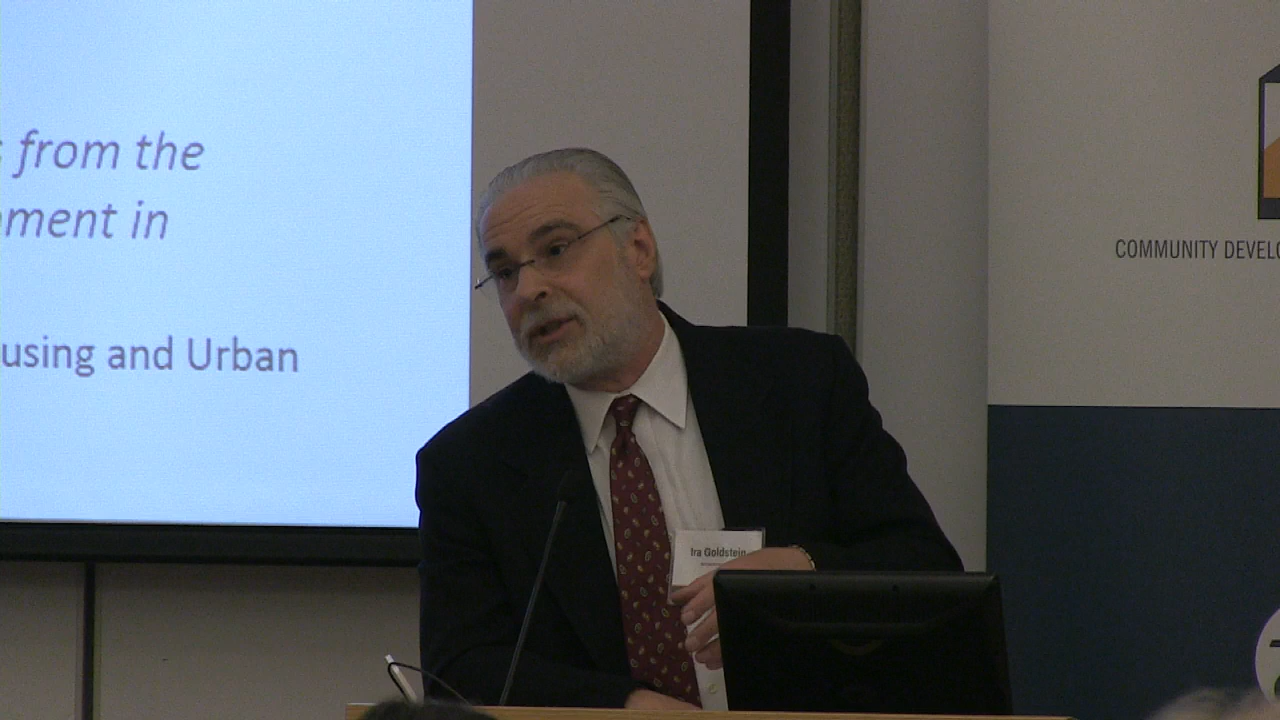 from the
ment in
using and Urban
COMMUNITY DEVELO
Ira Goldstein